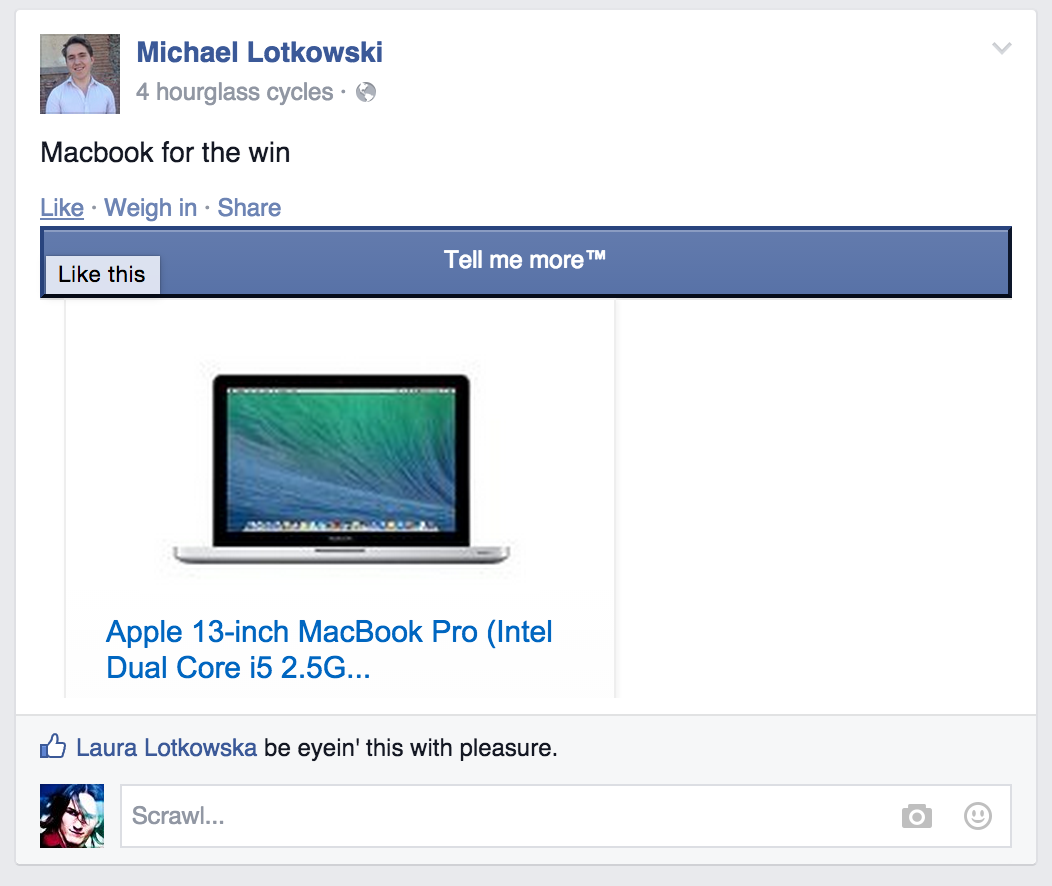 Michael Lotkowski
4 hourglass cycles ·
Macbook for the win
Like · Weigh in · Share
Tell me more™
Like this
Apple 13-inch MacBook Pro (Intel
Dual Core i5 2.5G...
Laura Lotkowska be eyein' this with pleasure.
Scrawl...